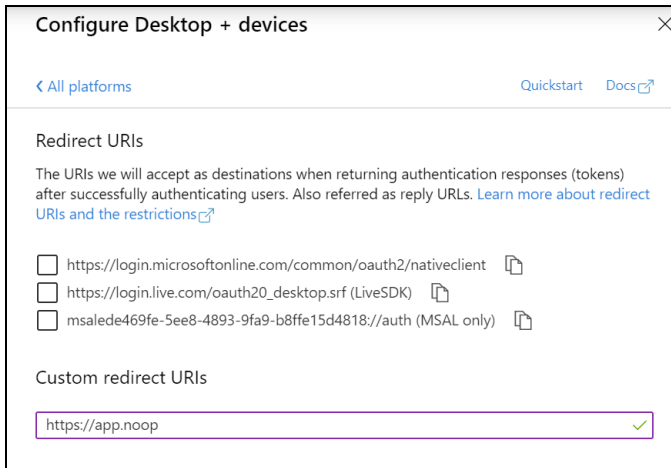 Configure Desktop + devices
All platforms Quickstart Docs
Redirect URIs
The URIs we will accept as destinations when returning authentication responses (tokens)
after successfully authenticating users. Also referred as reply URLs. Learn more about redirect
URIs and the restrictions
https://login.microsoftonline.com/common/oauth2/nativeclient
https://login.live.com/oauth20_desktop.srf (LiveSDK)
msalede469fe-5ee8-4893-9fa9-b8ffe15d4818://auth (MSAL only)
Custom redirect URIs
https://app.noop